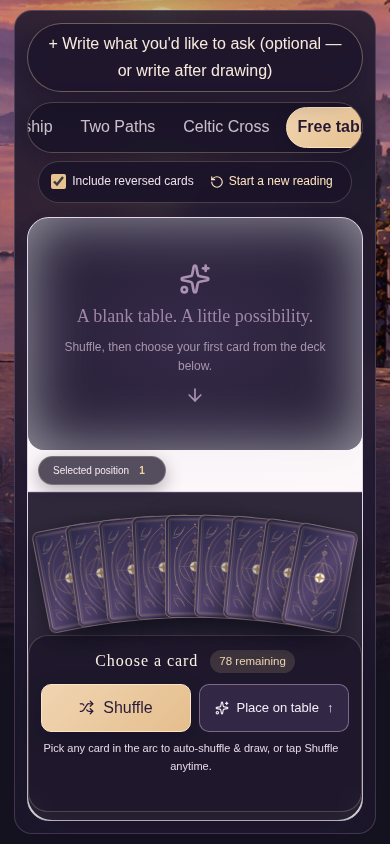 + Write what you'd like to ask (optional —
or write after drawing)
ship Two Paths Celtic Cross Free tabl
Include reversed cards Start a new reading
A blank table. A little possibility.
Shuffle, then choose your first card from the deck
below.
↓
Selected position 1
Choose a card 78 remaining
Shuffle Place on table ↑
Pick any card in the arc to auto-shuffle & draw, or tap Shuffle
anytime.